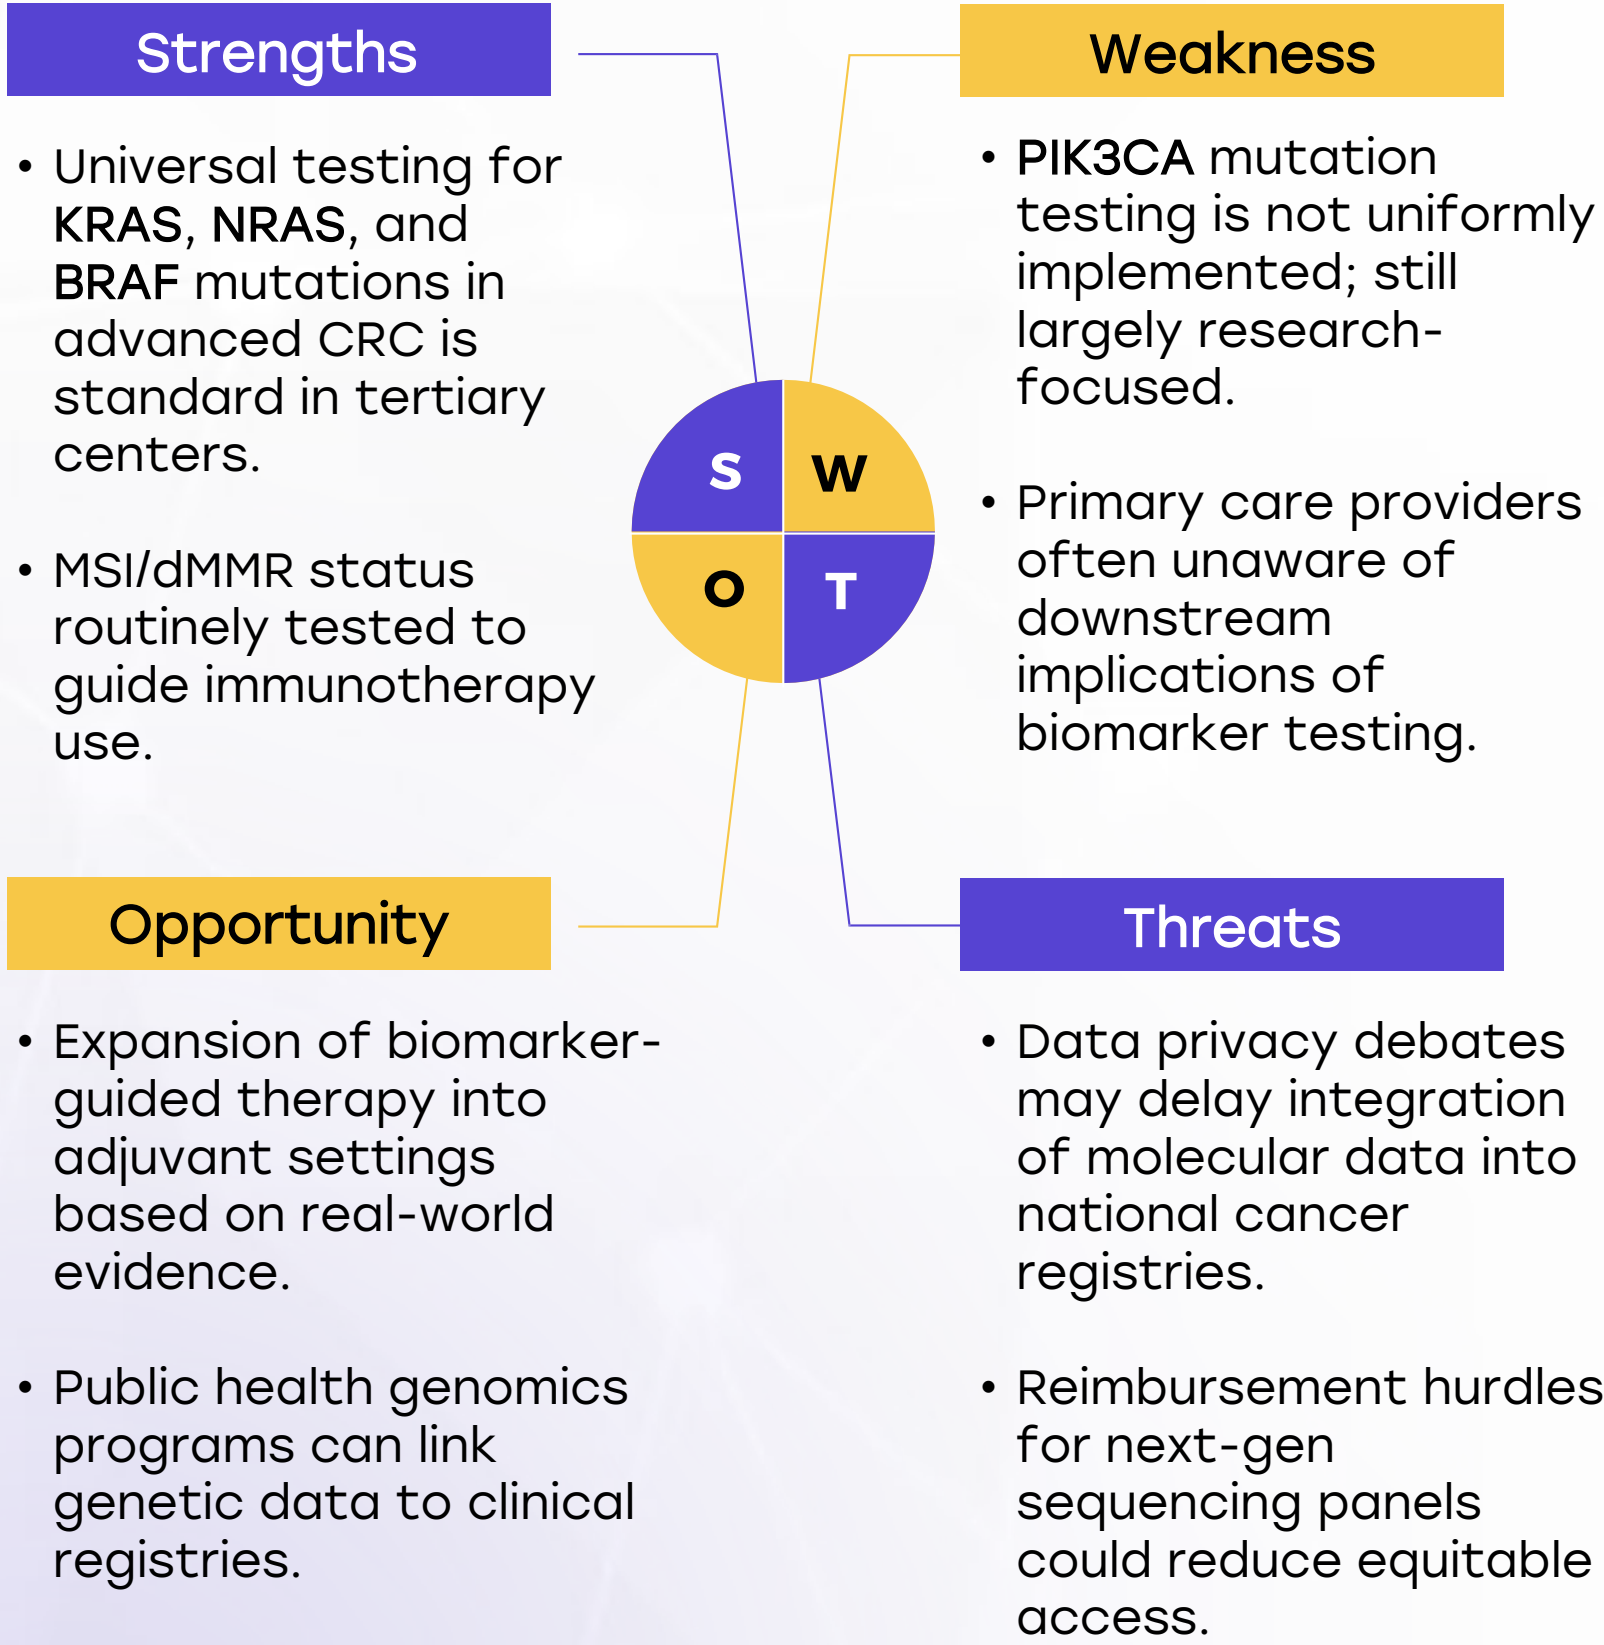 Strengths
• Universal testing for
KRAS, NRAS, and
BRAF mutations in
advanced CRC is
standard in tertiary
centers.
• MSI/dMMR status
routinely tested to
guide immunotherapy
use.
Weakness
• PIK3CA mutation
testing is not uniformly
implemented; still
largely research-
focused.
• Primary care providers
often unaware of
downstream
implications of
biomarker testing.
S
W
O
T
Opportunity
• Expansion of biomarker-
guided therapy into
adjuvant settings
based on real-world
evidence.
• Public health genomics
programs can link
genetic data to clinical
registries.
Threats
• Data privacy debates
may delay integration
of molecular data into
national cancer
registries.
• Reimbursement hurdles
for next-gen
sequencing panels
could reduce equitable
access.